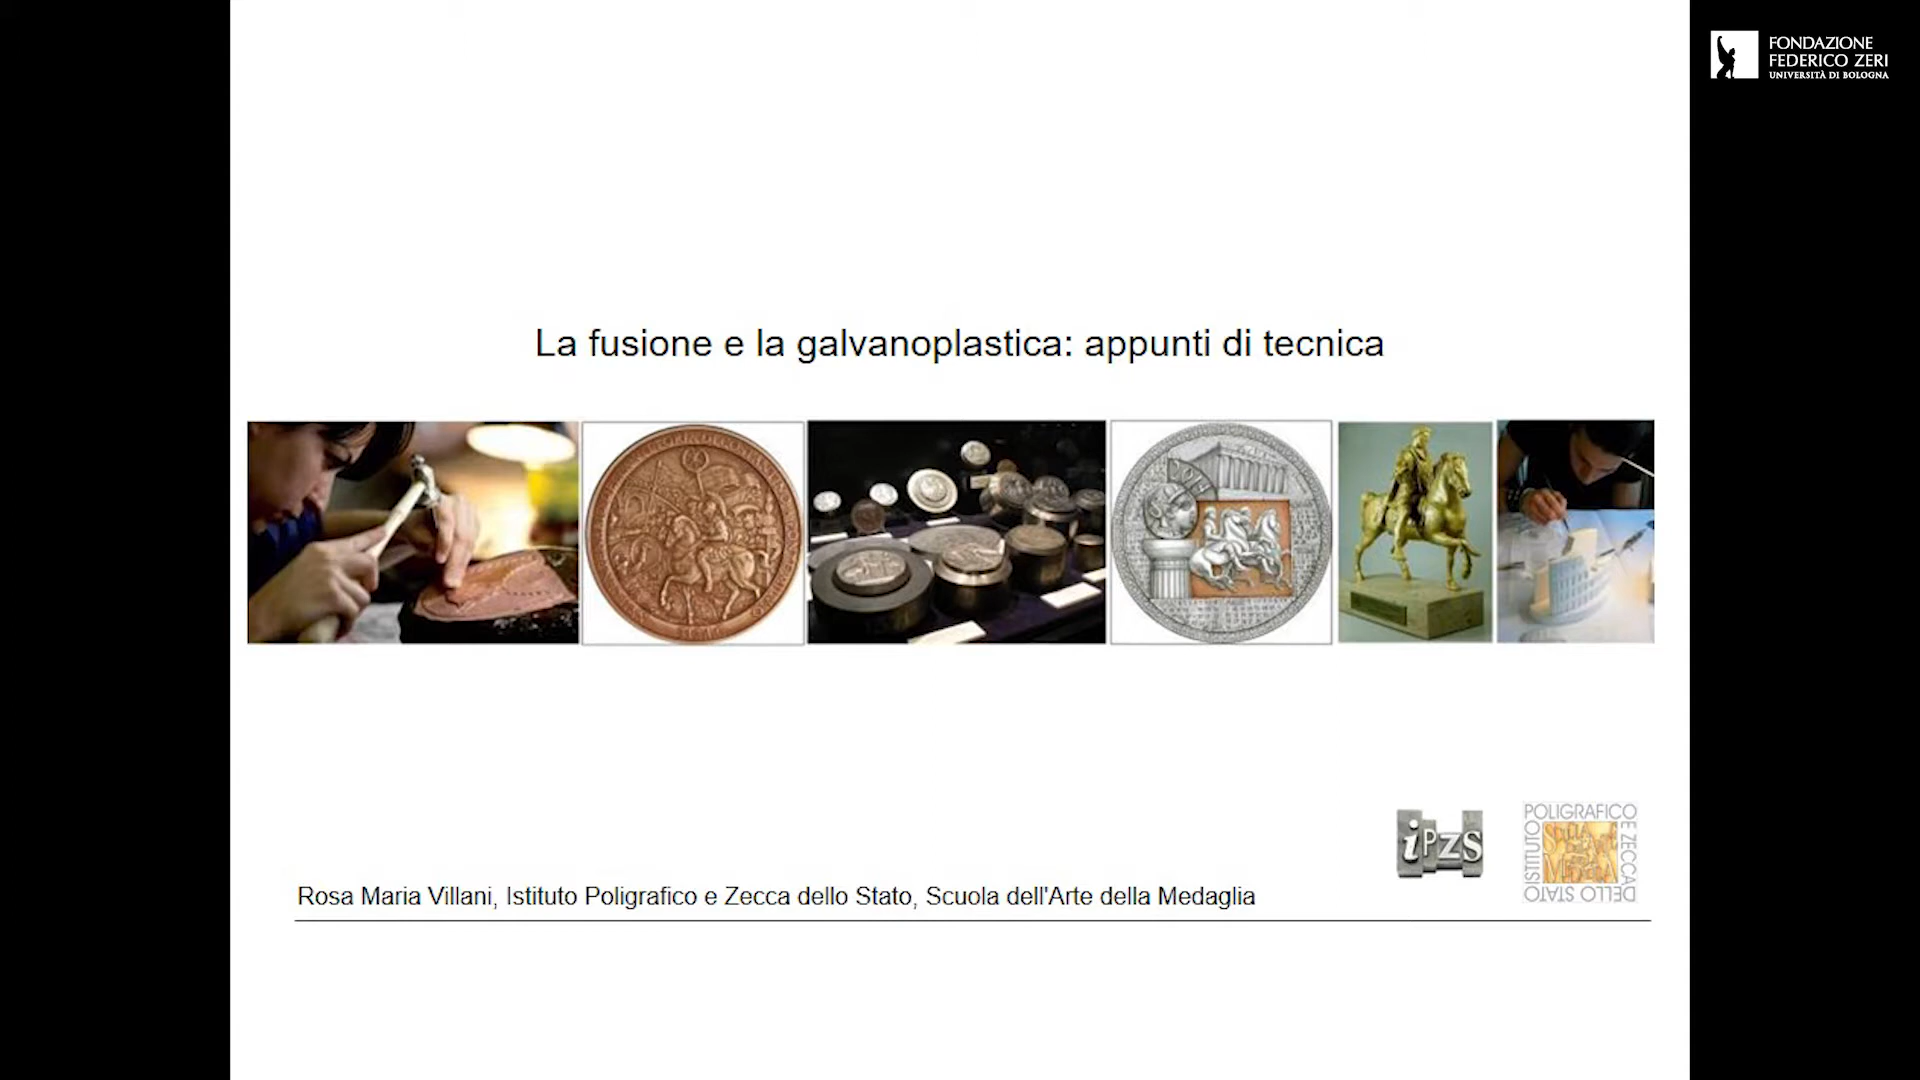 FONDAZIONE
FEDERICO ZERI
UNIVERSITÀ DI BOLOGNA
La fusione e la galvanoplastica: appunti di tecnica
iPZS
ISTITUTO POLIGRAFICO E ZECCA DELLO STATO
Rosa Maria Villani, Istituto Poligrafico e Zecca dello Stato, Scuola dell'Arte della Medaglia